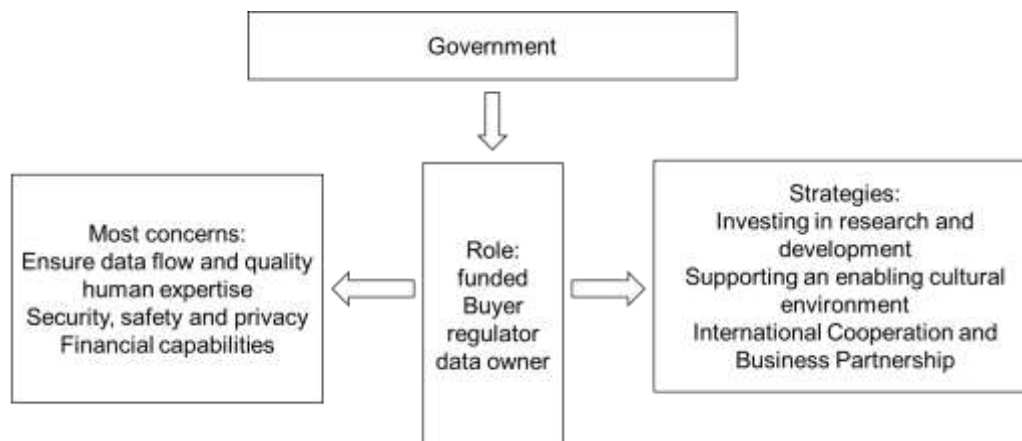 Government
Most concerns:
Ensure data flow and quality
human expertise
Security, safety and privacy
Financial capabilities
Role:
funded
Buyer
regulator
data owner
Strategies:
Investing in research and
development
Supporting an enabling cultural
environment
International Cooperation and
Business Partnership